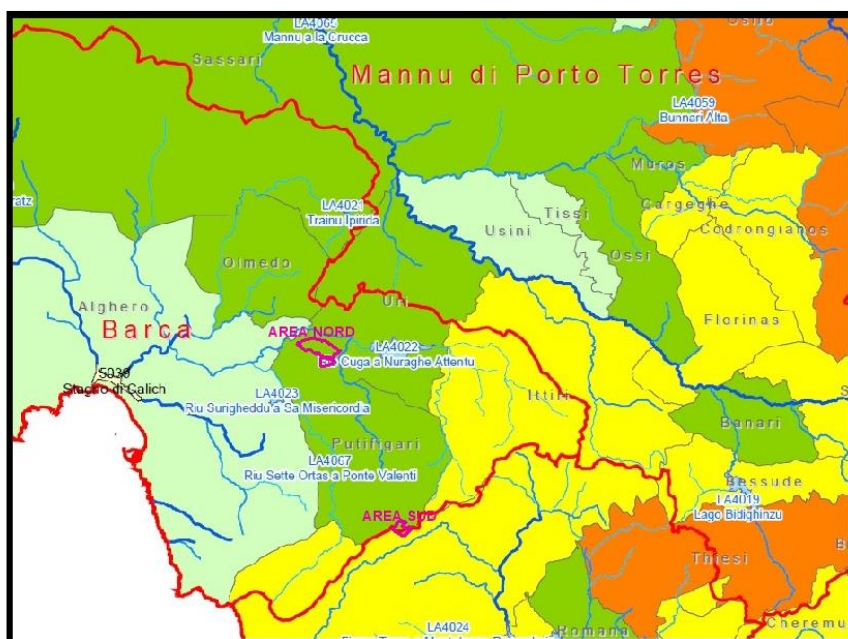 LA4065
Mannu a la Crucca
Sassari
Mannu di Porto Torres
LA4059
Bunnari Alta
Muros
LA4021
Trainu Ipirida
Cargeghe
Tissi
Usini
Codrongianos
Ossi
Olmedo
Uri
Alghero
Florinas
Barca
AREA NORD
LA4022
Cuga a Nuraghe Attentu
S030
Stagno di Calich
LA4023
Riu Surigheddu a Sa Misericordia
Ittiri
Banari
Putifigari
LA4067
Riu Sette Ortas a Ponte Valenti
Bessude
LA4019
Lago Bidighinzu
AREA SUD
Thiesi
LA4024
Romana
Cheremu